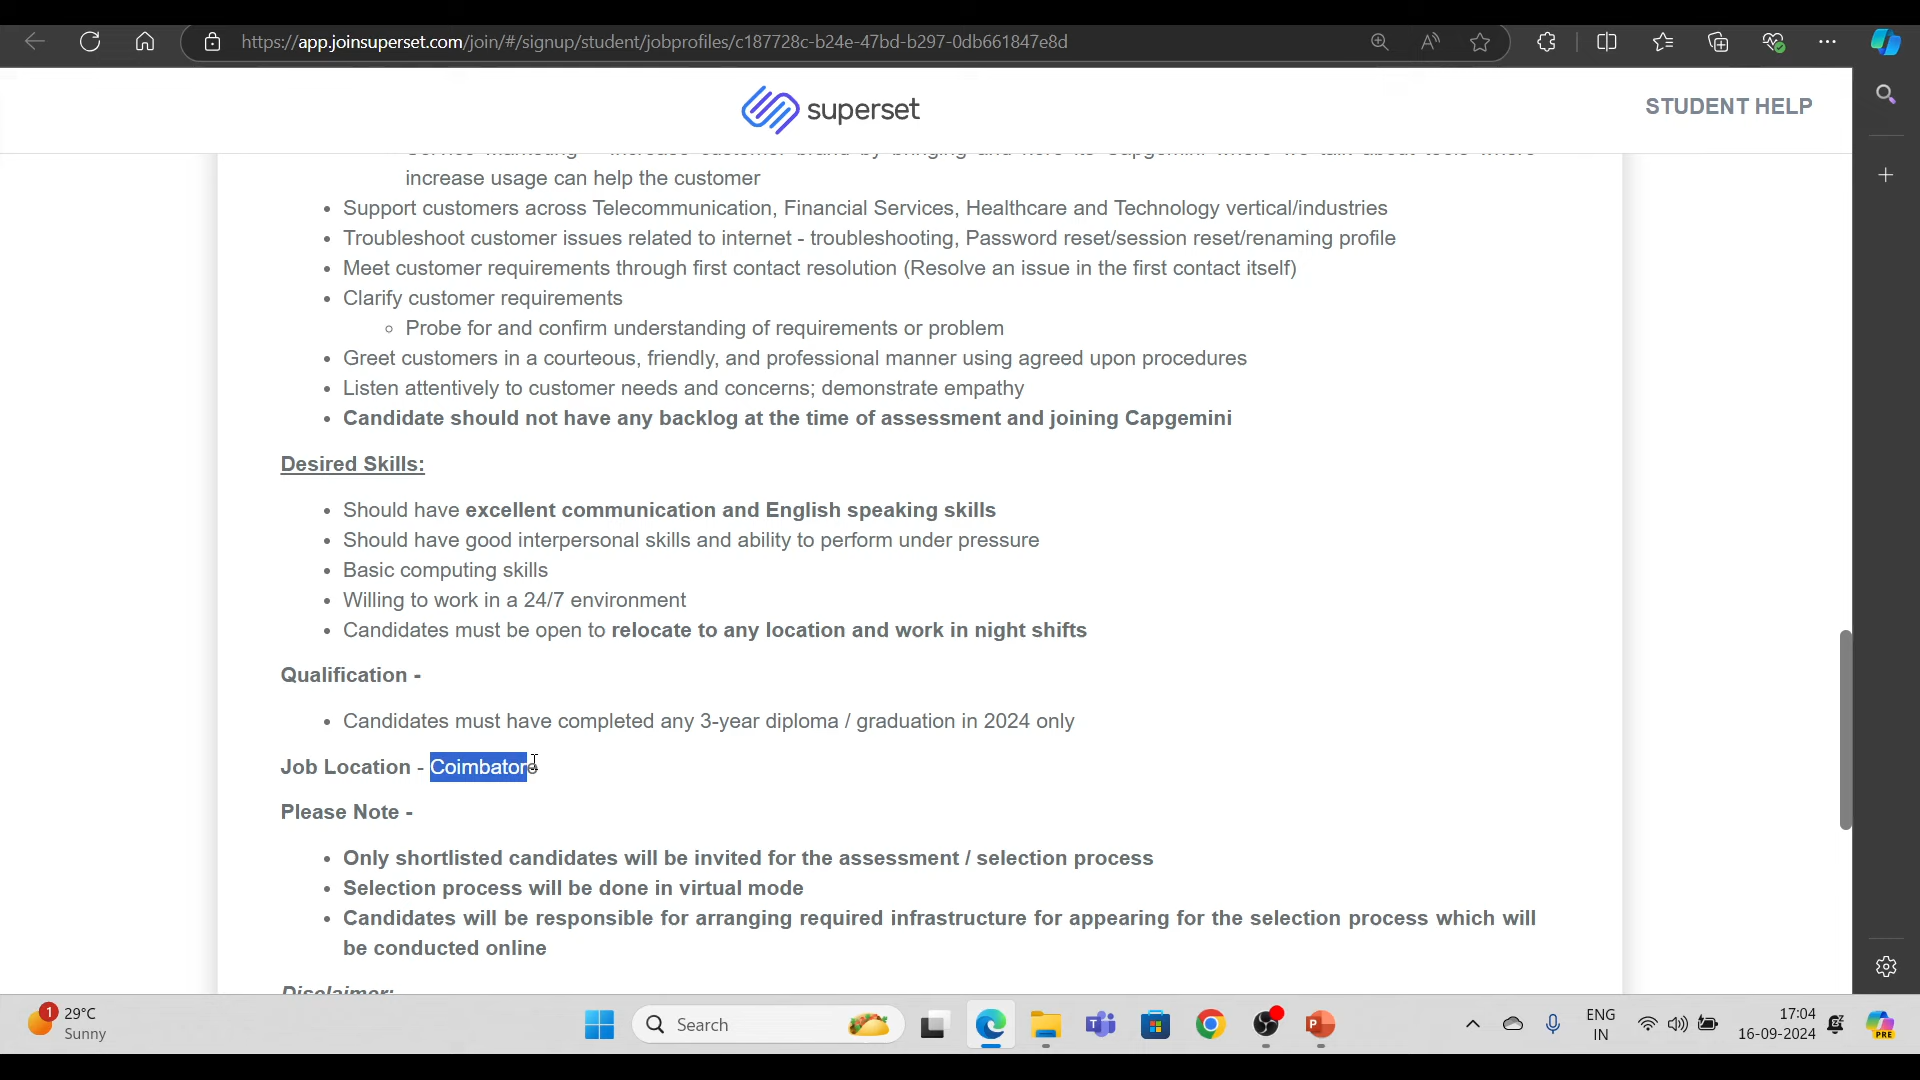 https://app.joinsuperset.com/join/#/signup/student/jobprofiles/c187728c-b24e-47bd-b297-0db661847e8d
superset
STUDENT HELP
increase usage can help the customer
• Support customers across Telecommunication, Financial Services, Healthcare and Technology vertical/industries
• Troubleshoot customer issues related to internet - troubleshooting, Password reset/session reset/renaming profile
• Meet customer requirements through first contact resolution (Resolve an issue in the first contact itself)
• Clarify customer requirements
◦ Probe for and confirm understanding of requirements or problem
• Greet customers in a courteous, friendly, and professional manner using agreed upon procedures
• Listen attentively to customer needs and concerns; demonstrate empathy
• Candidate should not have any backlog at the time of assessment and joining Capgemini
Desired Skills:
• Should have excellent communication and English speaking skills
• Should have good interpersonal skills and ability to perform under pressure
• Basic computing skills
• Willing to work in a 24/7 environment
• Candidates must be open to relocate to any location and work in night shifts
Qualification -
• Candidates must have completed any 3-year diploma / graduation in 2024 only
Job Location - Coimbatore
Please Note -
• Only shortlisted candidates will be invited for the assessment / selection process
• Selection process will be done in virtual mode
• Candidates will be responsible for arranging required infrastructure for appearing for the selection process which will
be conducted online
Disclaimer:
1
29°C
Sunny
Search
ENG
IN
17:04
16-09-2024
PRE